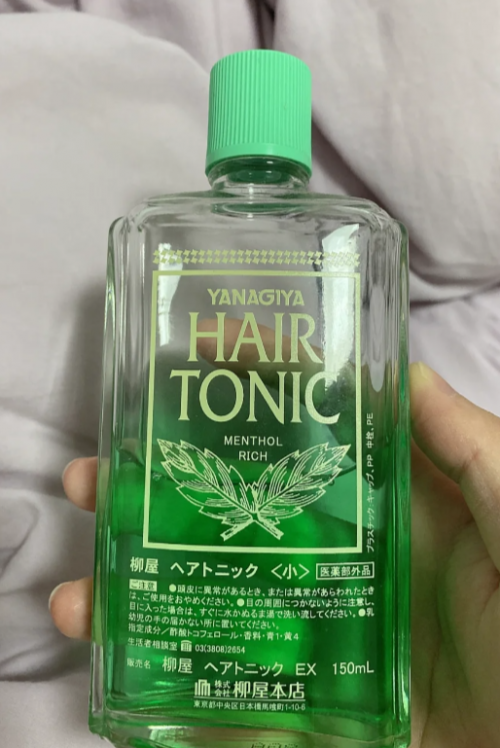 YANAGIYA
HAIR
TONIC
MENTHOL
RICH
プラスチック：キャップ、PP 中栓、PE
柳屋 ヘアトニック〈小〉 医薬部外品
ご注意 ●頭皮に異常があるとき、または異常があらわれたとき
は、ご使用をおやめください。●目の周囲につかないように注意し、
目に入った場合は、すぐに水かぬるま湯で洗い流してください。●乳
幼児の手の届かない所に置いてください。
指定成分／酢酸トコフェロール・香料・青1・黄4
生活者相談室 ☎ 03(3808)2654
販売名 柳屋 ヘアトニック EX 150mL
株式会社 柳屋本店
東京都中央区日本橋馬喰町1-10-6